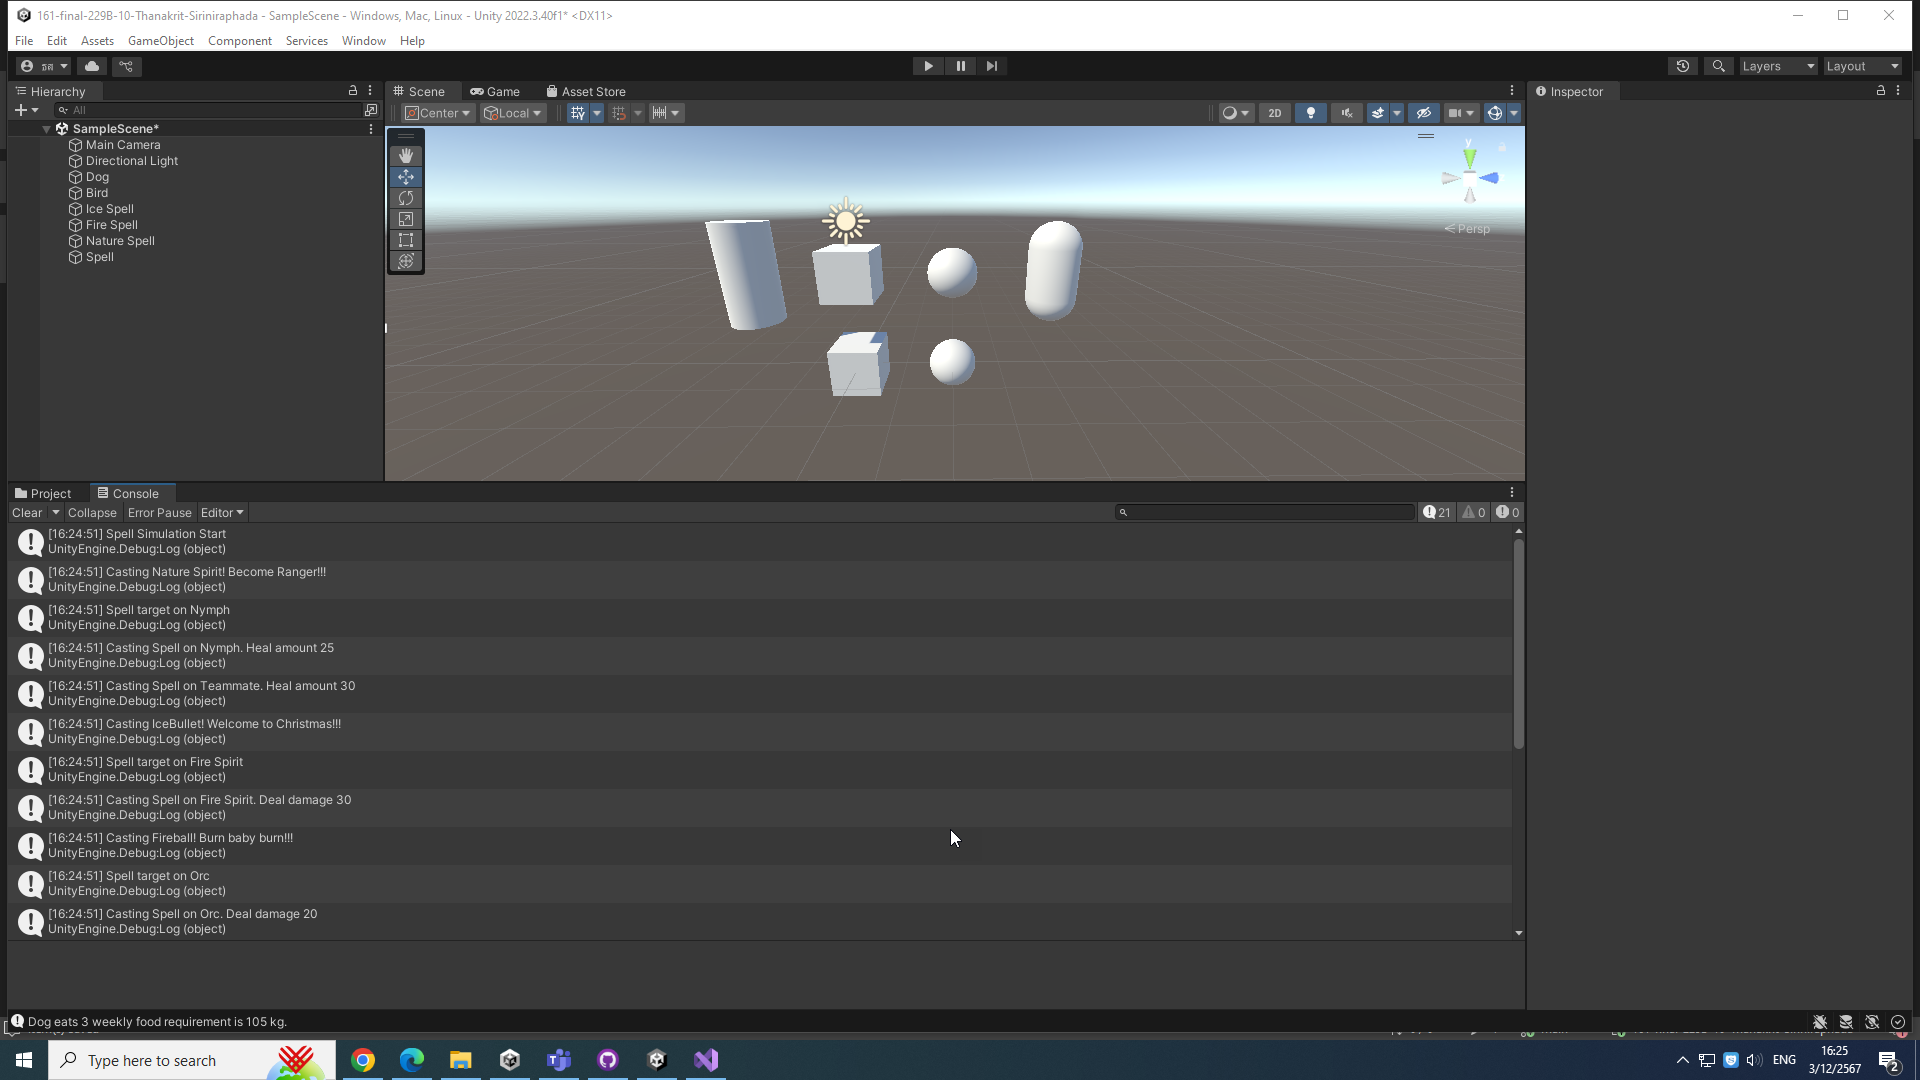 161-final-229B-10-Thanakrit-Siriniraphada - SampleScene - Windows, Mac, Linux - Unity 2022.3.40f1* <DX11>
File Edit Assets GameObject Component Services Window Help
Layers Layout
Hierarchy
All
SampleScene*
Main Camera
Directional Light
Dog
Bird
Ice Spell
Fire Spell
Nature Spell
Spell
Scene Game Asset Store
Center Local 2D
y
Persp
Inspector
Project Console
Clear Collapse Error Pause Editor 21 0 0
[16:24:51] Spell Simulation Start
UnityEngine.Debug:Log (object)
[16:24:51] Casting Nature Spirit! Become Ranger!!!
UnityEngine.Debug:Log (object)
[16:24:51] Spell target on Nymph
UnityEngine.Debug:Log (object)
[16:24:51] Casting Spell on Nymph. Heal amount 25
UnityEngine.Debug:Log (object)
[16:24:51] Casting Spell on Teammate. Heal amount 30
UnityEngine.Debug:Log (object)
[16:24:51] Casting IceBullet! Welcome to Christmas!!!
UnityEngine.Debug:Log (object)
[16:24:51] Spell target on Fire Spirit
UnityEngine.Debug:Log (object)
[16:24:51] Casting Spell on Fire Spirit. Deal damage 30
UnityEngine.Debug:Log (object)
[16:24:51] Casting Fireball! Burn baby burn!!!
UnityEngine.Debug:Log (object)
[16:24:51] Spell target on Orc
UnityEngine.Debug:Log (object)
[16:24:51] Casting Spell on Orc. Deal damage 20
UnityEngine.Debug:Log (object)
Dog eats 3 weekly food requirement is 105 kg.
Type here to search
ENG
16:25
3/12/2567
2